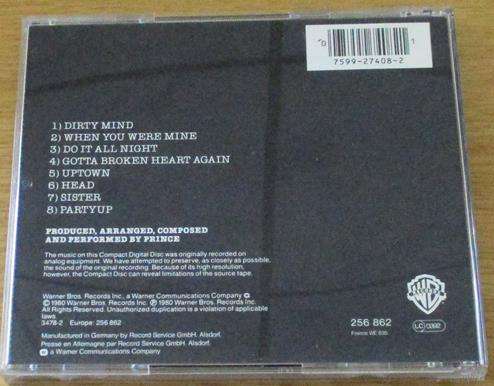 0 7599-27408-2 1
1) DIRTY MIND
2) WHEN YOU WERE MINE
3) DO IT ALL NIGHT
4) GOTTA BROKEN HEART AGAIN
5) UPTOWN
6) HEAD
7) SISTER
8) PARTYUP
PRODUCED, ARRANGED, COMPOSED
AND PERFORMED BY PRINCE
The music on this Compact Digital Disc was originally recorded on
analog equipment. We have attempted to preserve, as closely as possible,
the sound of the original recording. Because of its high resolution,
however, the Compact Disc can reveal limitations of the source tape.
Warner Bros. Records Inc., a Warner Communications Company
© 1980 Warner Bros. Records Inc. ℗ 1980 Warner Bros. Records Inc.
All Rights Reserved. Unauthorized duplication is a violation of applicable
laws
3478-2 Europe: 256 862
Manufactured in Germany by Record Service GmbH, Alsdorf.
Presse en Allemagne par Record Service GmbH, Alsdorf.
a Warner Communications Company
256 862
France WE 835
LC 0392